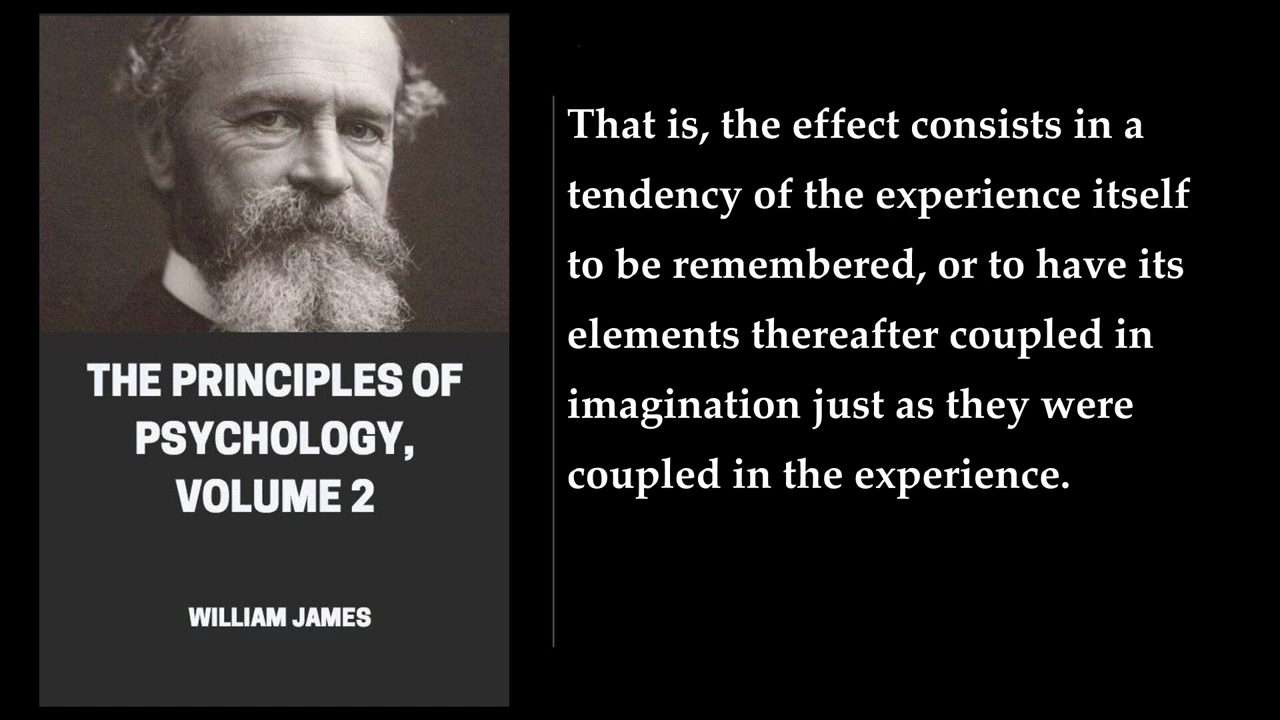 THE PRINCIPLES OF
PSYCHOLOGY,
VOLUME 2
WILLIAM JAMES
That is, the effect consists in a
tendency of the experience itself
to be remembered, or to have its
elements thereafter coupled in
imagination just as they were
coupled in the experience.